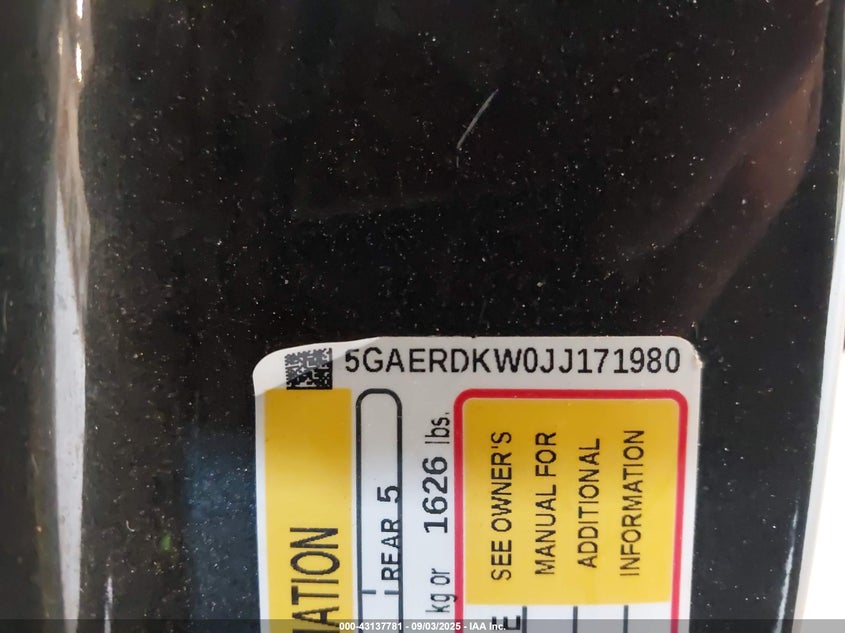 5GAERDKW0JJ171980
SEE OWNER'S
MANUAL FOR
ADDITIONAL
INFORMATION
kg or 1626 lbs.
REAR 5
000-43137781 - 09/03/2025 - IAA Inc.